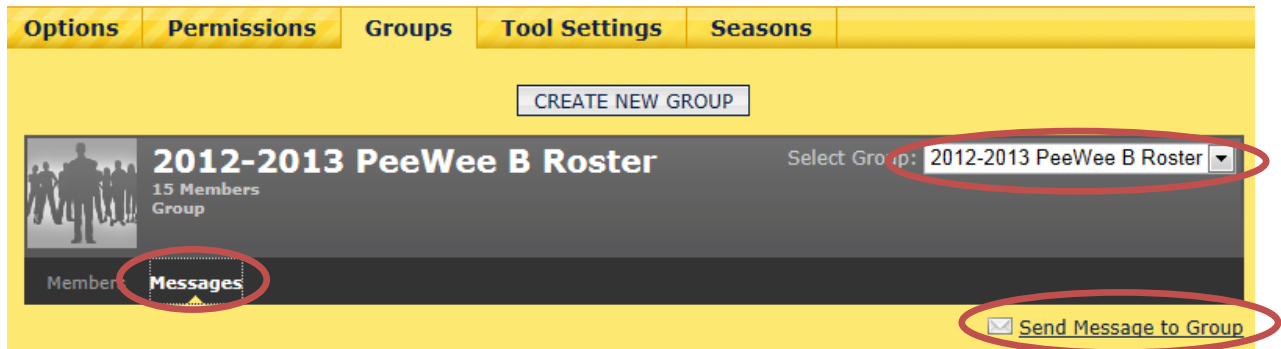 Options Permissions Groups Tool Settings Seasons
CREATE NEW GROUP
2012-2013 PeeWee B Roster
Select Group: 2012-2013 PeeWee B Roster
15 Members
Group
Members Messages
Send Message to Group